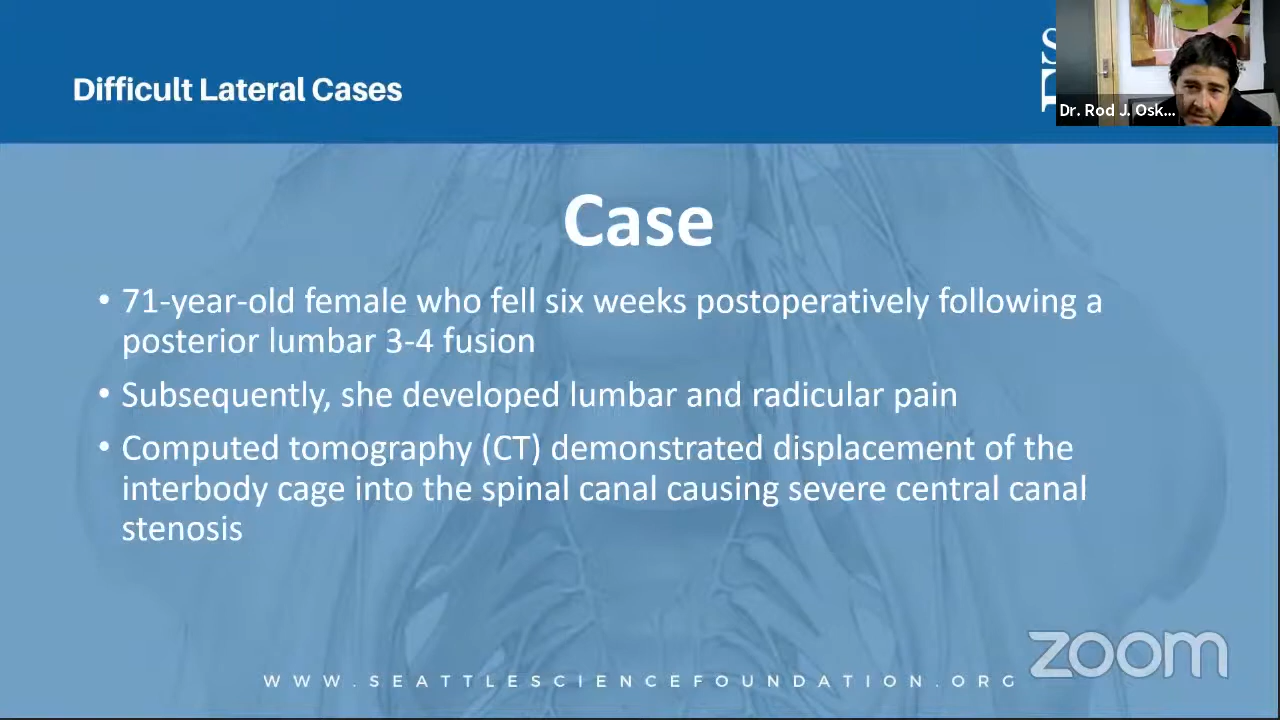 Difficult Lateral Cases
Dr. Rod J. Osk...
Case
• 71-year-old female who fell six weeks postoperatively following a
posterior lumbar 3-4 fusion
• Subsequently, she developed lumbar and radicular pain
• Computed tomography (CT) demonstrated displacement of the
interbody cage into the spinal canal causing severe central canal
stenosis
zoom
WWW.SEATTLESCIENCEFOUNDATION.ORG